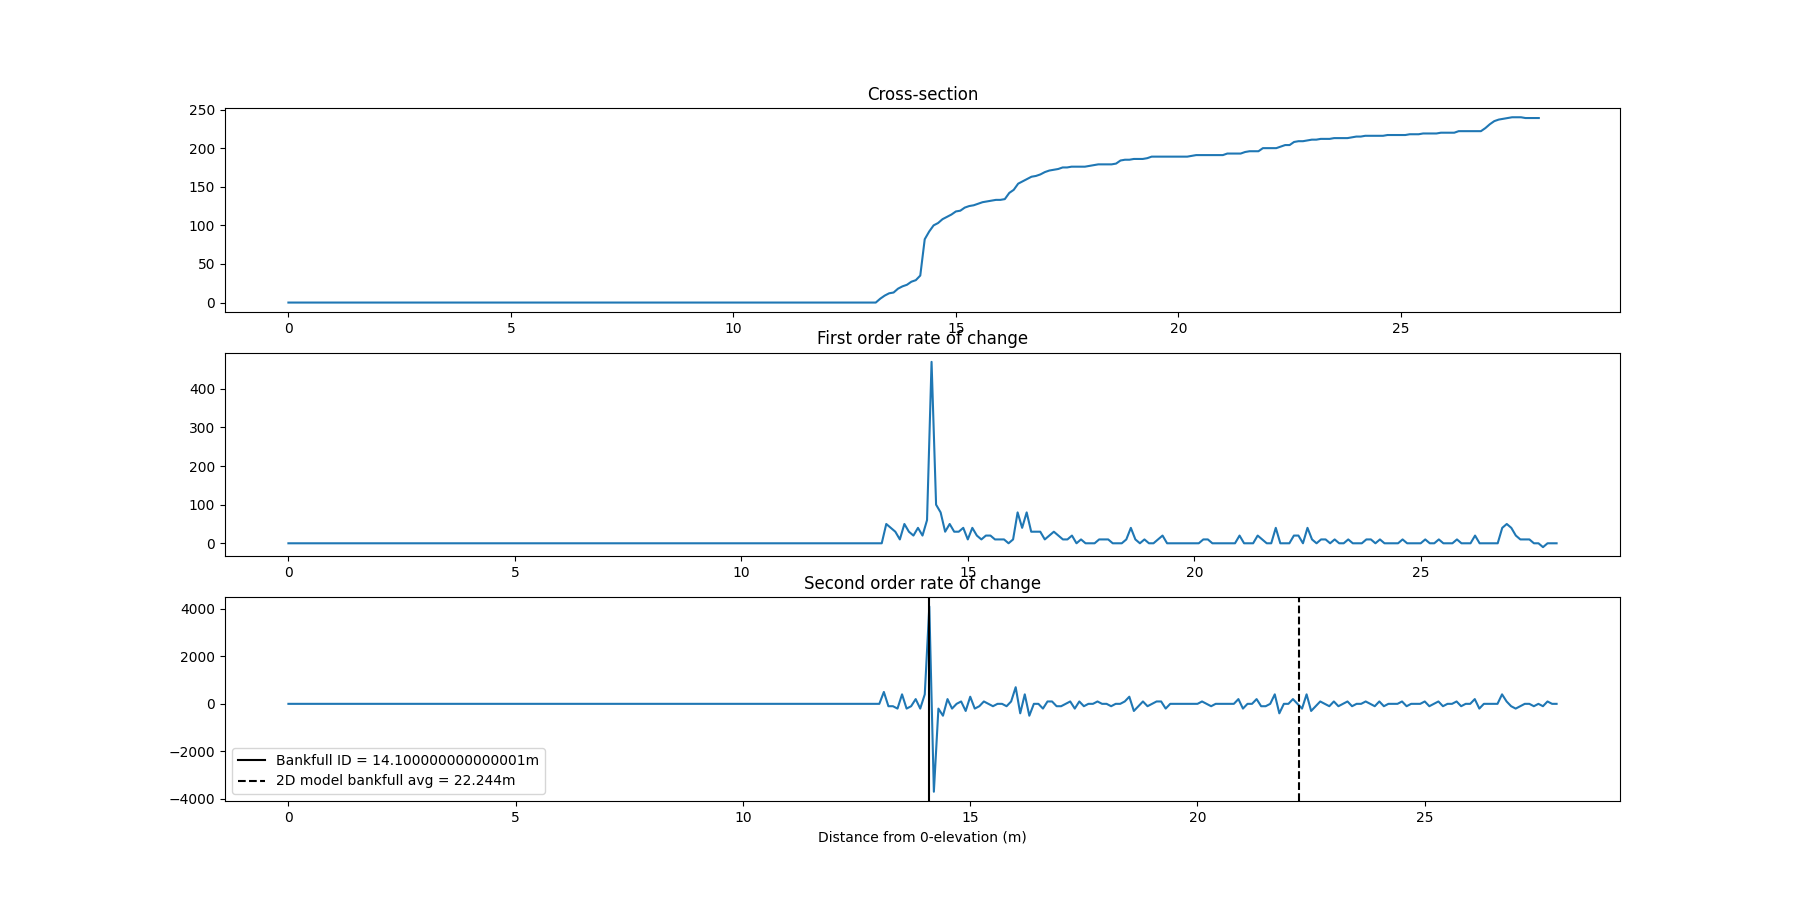 Cross-section
250
200
150
100
50
0
0 5 10 15 20 25
First order rate of change
400
300
200
100
0
0 5 10 15 20 25
Second order rate of change
4000
2000
0
−2000
−4000
Bankfull ID = 14.100000000000001m
2D model bankfull avg = 22.244m
0 5 10 15 20 25
Distance from 0-elevation (m)